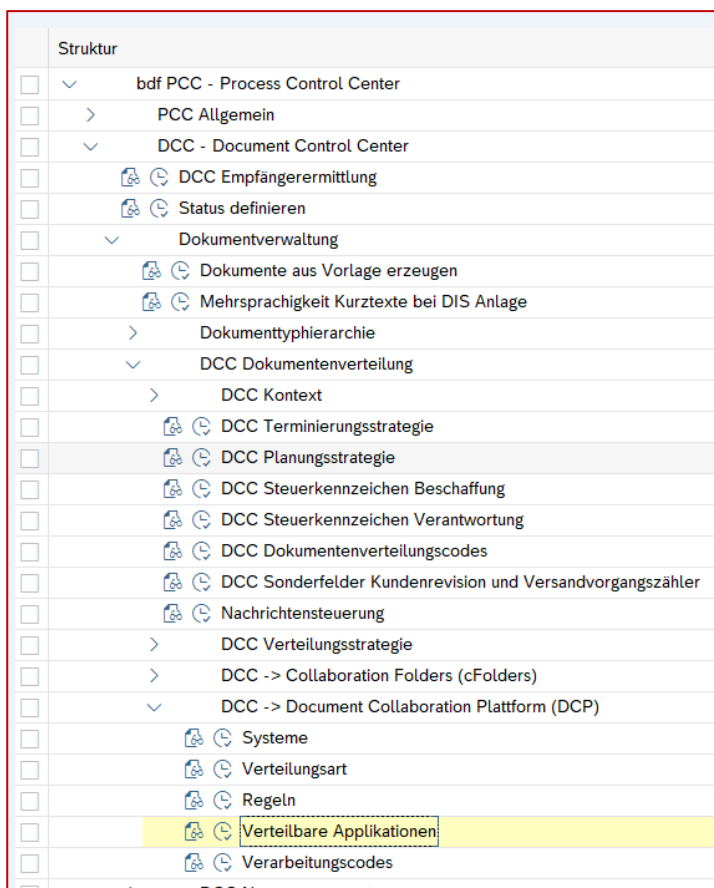 Struktur
bdf PCC - Process Control Center
PCC Allgemein
DCC - Document Control Center
DCC Empfängerermittlung
Status definieren
Dokumentverwaltung
Dokumente aus Vorlage erzeugen
Mehrsprachigkeit Kurztexte bei DIS Anlage
Dokumenttyphierarchie
DCC Dokumentenverteilung
DCC Kontext
DCC Terminierungsstrategie
DCC Planungsstrategie
DCC Steuerkennzeichen Beschaffung
DCC Steuerkennzeichen Verantwortung
DCC Dokumentenverteilungscodes
DCC Sonderfelder Kundenrevision und Versandvorgangszähler
Nachrichtensteuerung
DCC Verteilungsstrategie
DCC -> Collaboration Folders (cFolders)
DCC -> Document Collaboration Plattform (DCP)
Systeme
Verteilungsart
Regeln
Verteilbare Applikationen
Verarbeitungscodes